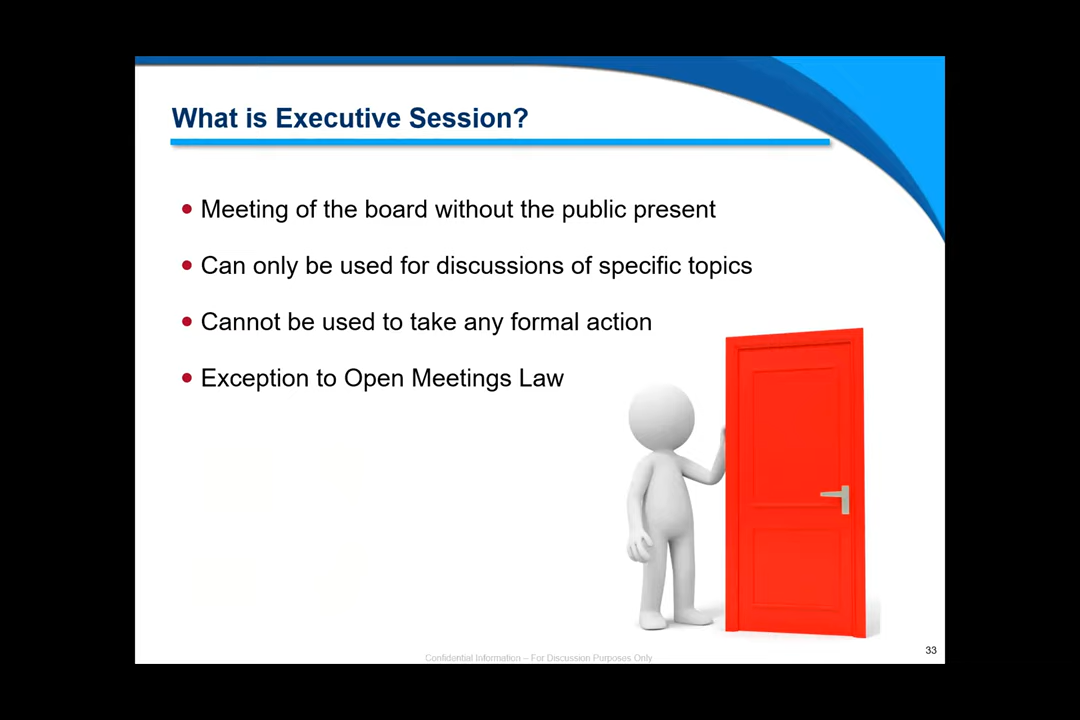 What is Executive Session?
Meeting of the board without the public present
Can only be used for discussions of specific topics
Cannot be used to take any formal action
Exception to Open Meetings Law
33
Confidential Information – For Discussion Purposes Only